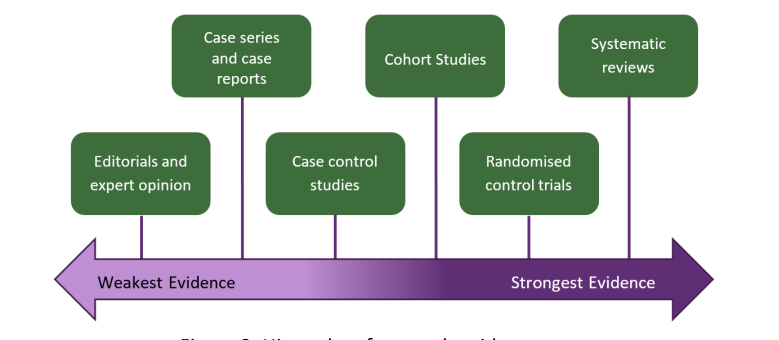 Case series
and case
reports
Cohort Studies
Systematic
reviews
Editorials and
expert opinion
Case control
studies
Randomised
control trials
Weakest Evidence
Strongest Evidence